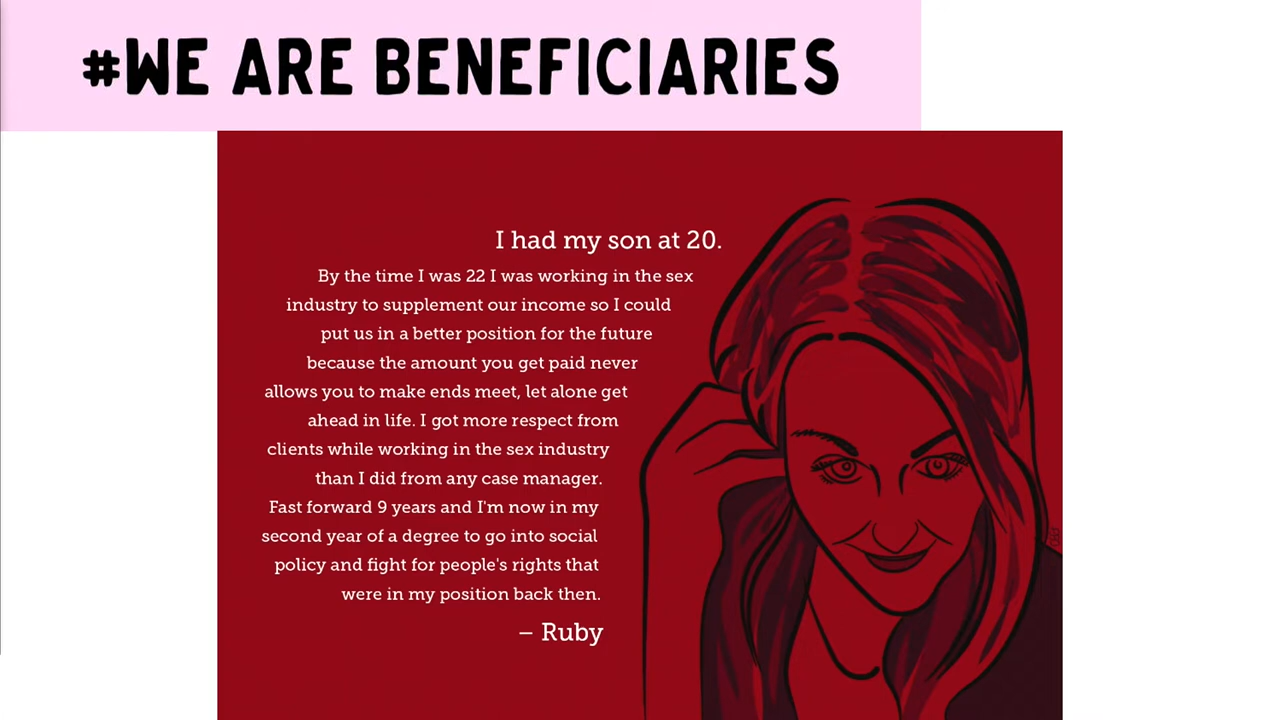 #WE ARE BENEFICIARIES
I had my son at 20.
By the time I was 22 I was working in the sex
industry to supplement our income so I could
put us in a better position for the future
because the amount you get paid never
allows you to make ends meet, let alone get
ahead in life. I got more respect from
clients while working in the sex industry
than I did from any case manager.
Fast forward 9 years and I'm now in my
second year of a degree to go into social
policy and fight for people's rights that
were in my position back then.
– Ruby